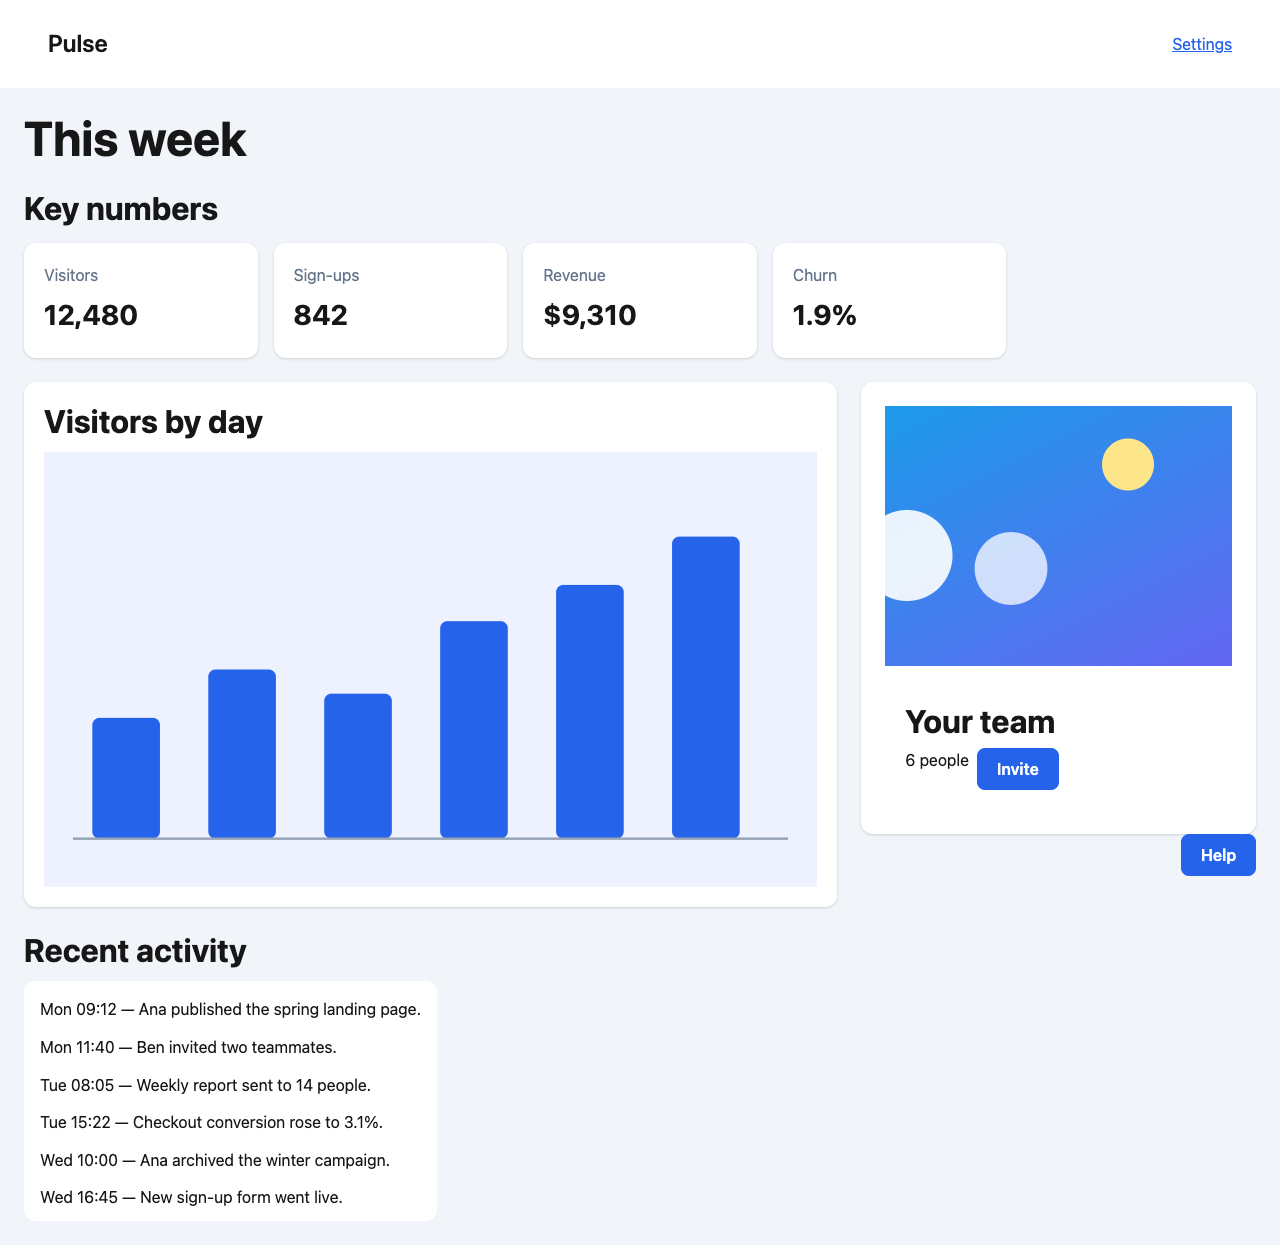 Pulse
Settings
This week
Key numbers
Visitors
12,480
Sign-ups
842
Revenue
$9,310
Churn
1.9%
Visitors by day
Your team
6 people
Invite
Help
Recent activity
Mon 09:12 — Ana published the spring landing page.
Mon 11:40 — Ben invited two teammates.
Tue 08:05 — Weekly report sent to 14 people.
Tue 15:22 — Checkout conversion rose to 3.1%.
Wed 10:00 — Ana archived the winter campaign.
Wed 16:45 — New sign-up form went live.